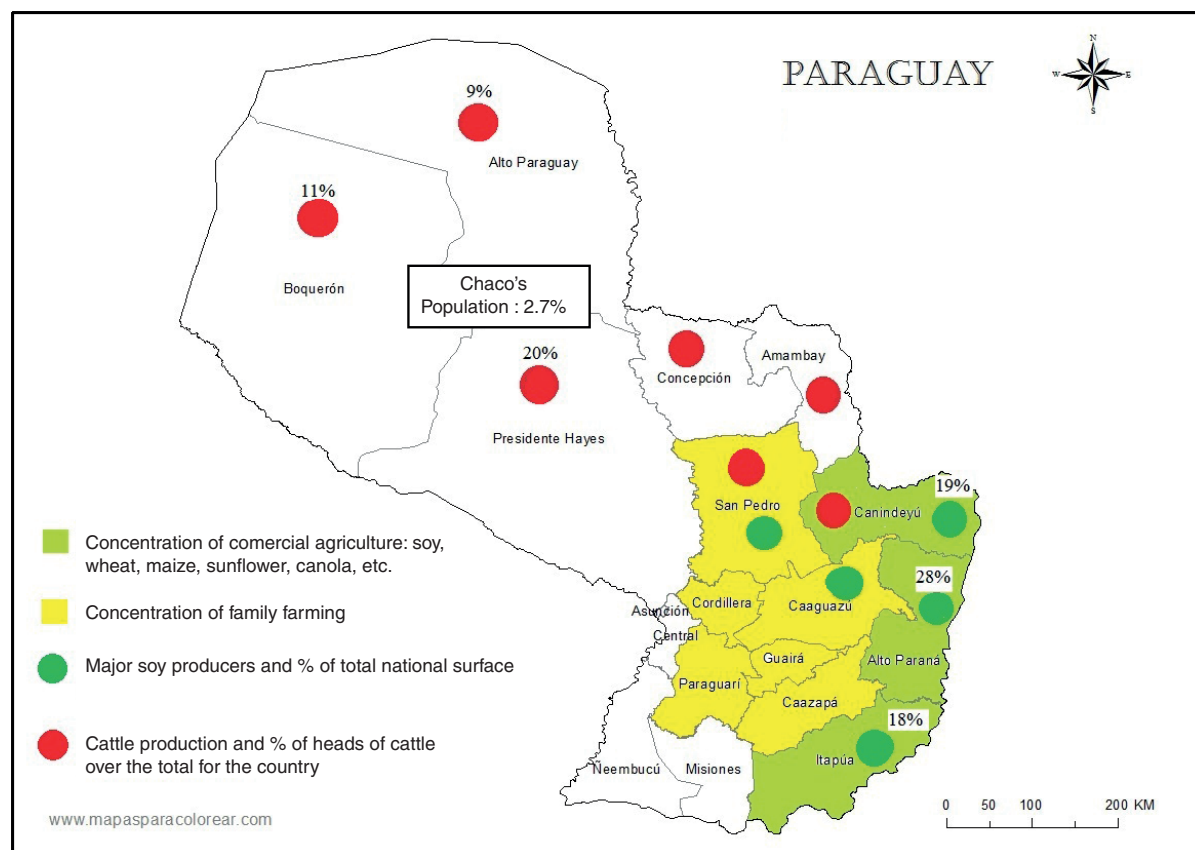 PARAGUAY
N
W
E
S
9%
Alto Paraguay
11%
Boquerón
Chaco's
Population : 2.7%
20%
Presidente Hayes
Concepción
Amambay
San Pedro
Canindeyú
19%
28%
Cordillera
Caaguazú
Asunción
Central
Guairá
Alto Paraná
Paraguarí
Caazapá
18%
Itapúa
Ñeembucú
Misiones
Concentration of comercial agriculture: soy,
wheat, maize, sunflower, canola, etc.
Concentration of family farming
Major soy producers and % of total national surface
Cattle production and % of heads of cattle
over the total for the country
www.mapasparacolorear.com
0 50 100 200 KM